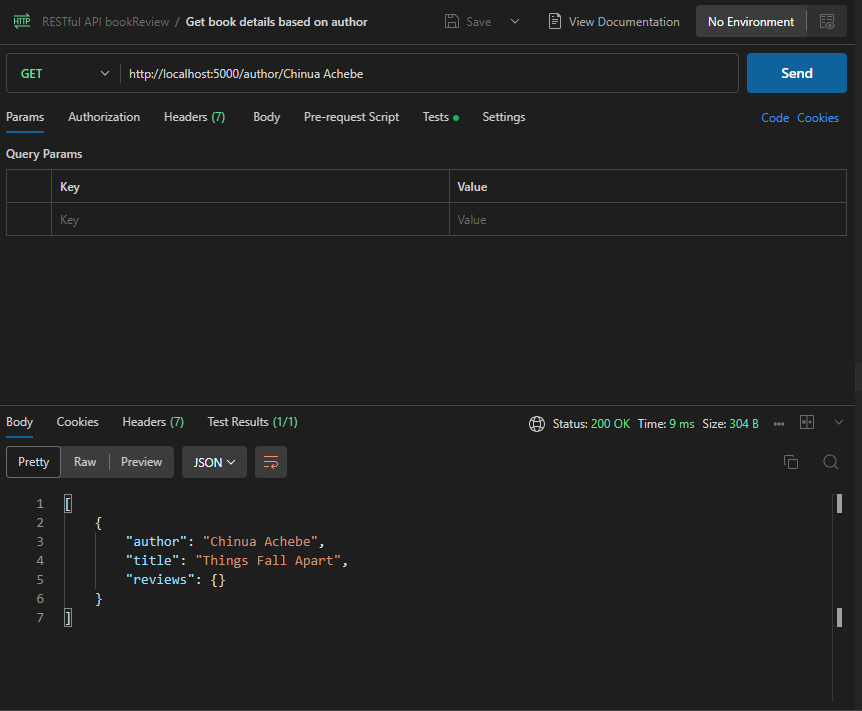 HTTP RESTful API bookReview / Get book details based on author Save View Documentation No Environment
GET http://localhost:5000/author/Chinua Achebe Send
Params Authorization Headers (7) Body Pre-request Script Tests Settings Code Cookies
Query Params
Key Value
Key Value
Body Cookies Headers (7) Test Results (1/1) Status: 200 OK Time: 9 ms Size: 304 B
Pretty Raw Preview JSON
1 [
2 {
3 "author": "Chinua Achebe",
4 "title": "Things Fall Apart",
5 "reviews": {}
6 }
7 ]